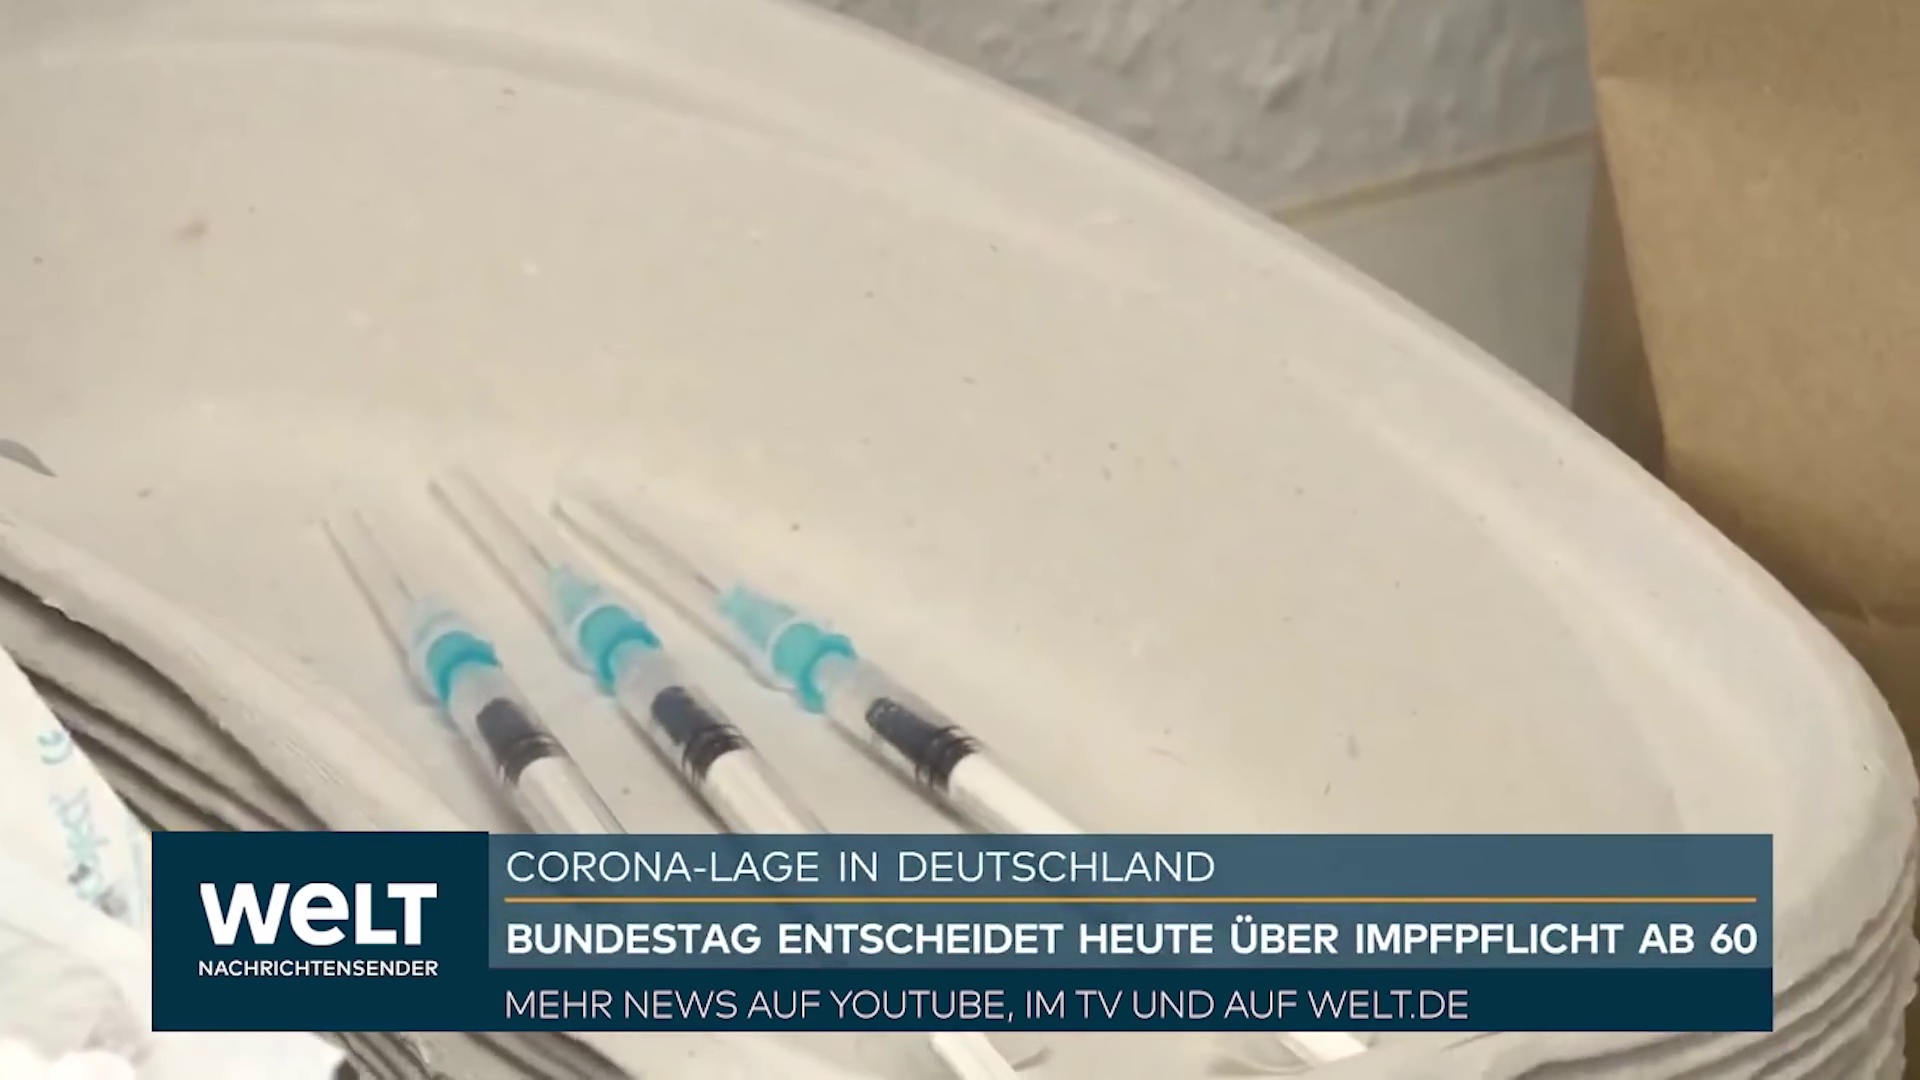 CORONA-LAGE IN DEUTSCHLAND
BUNDESTAG ENTSCHEIDET HEUTE ÜBER IMPFPFLICHT AB 60
WELT
NACHRICHTENSENDER
MEHR NEWS AUF YOUTUBE, IM TV UND AUF WELT.DE